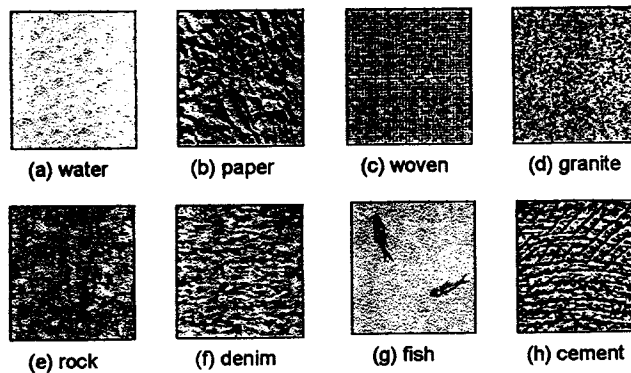 (a) water
(b) paper
(c) woven
(d) granite
(e) rock
(f) denim
(g) fish
(h) cement